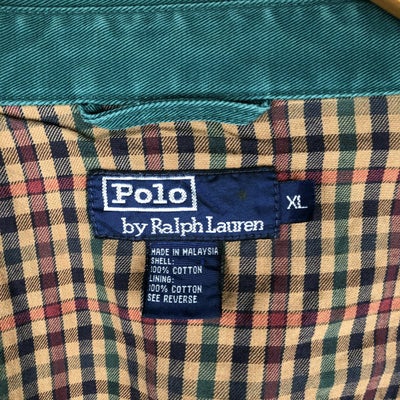 Polo
by Ralph Lauren
XL
MADE IN MALAYSIA
SHELL:
100% COTTON
LINING:
100% COTTON
SEE REVERSE